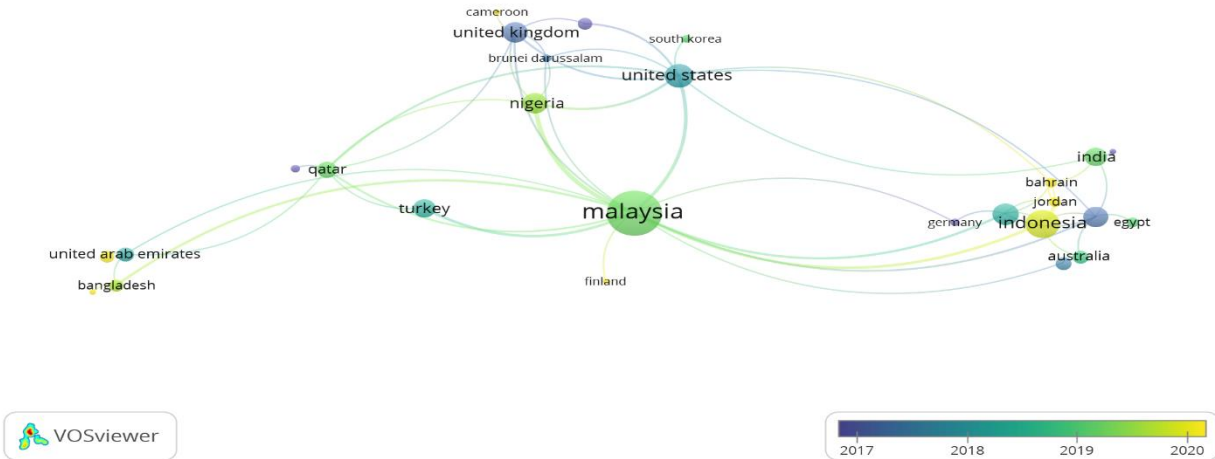 cameroon
united kingdom
south korea
brunei darussalam
united states
nigeria
india
qatar
bahrain
turkey
malaysia
jordan
germany
indonesia
egypt
united arab emirates
australia
bangladesh
finland
VOSviewer
2017 2018 2019 2020